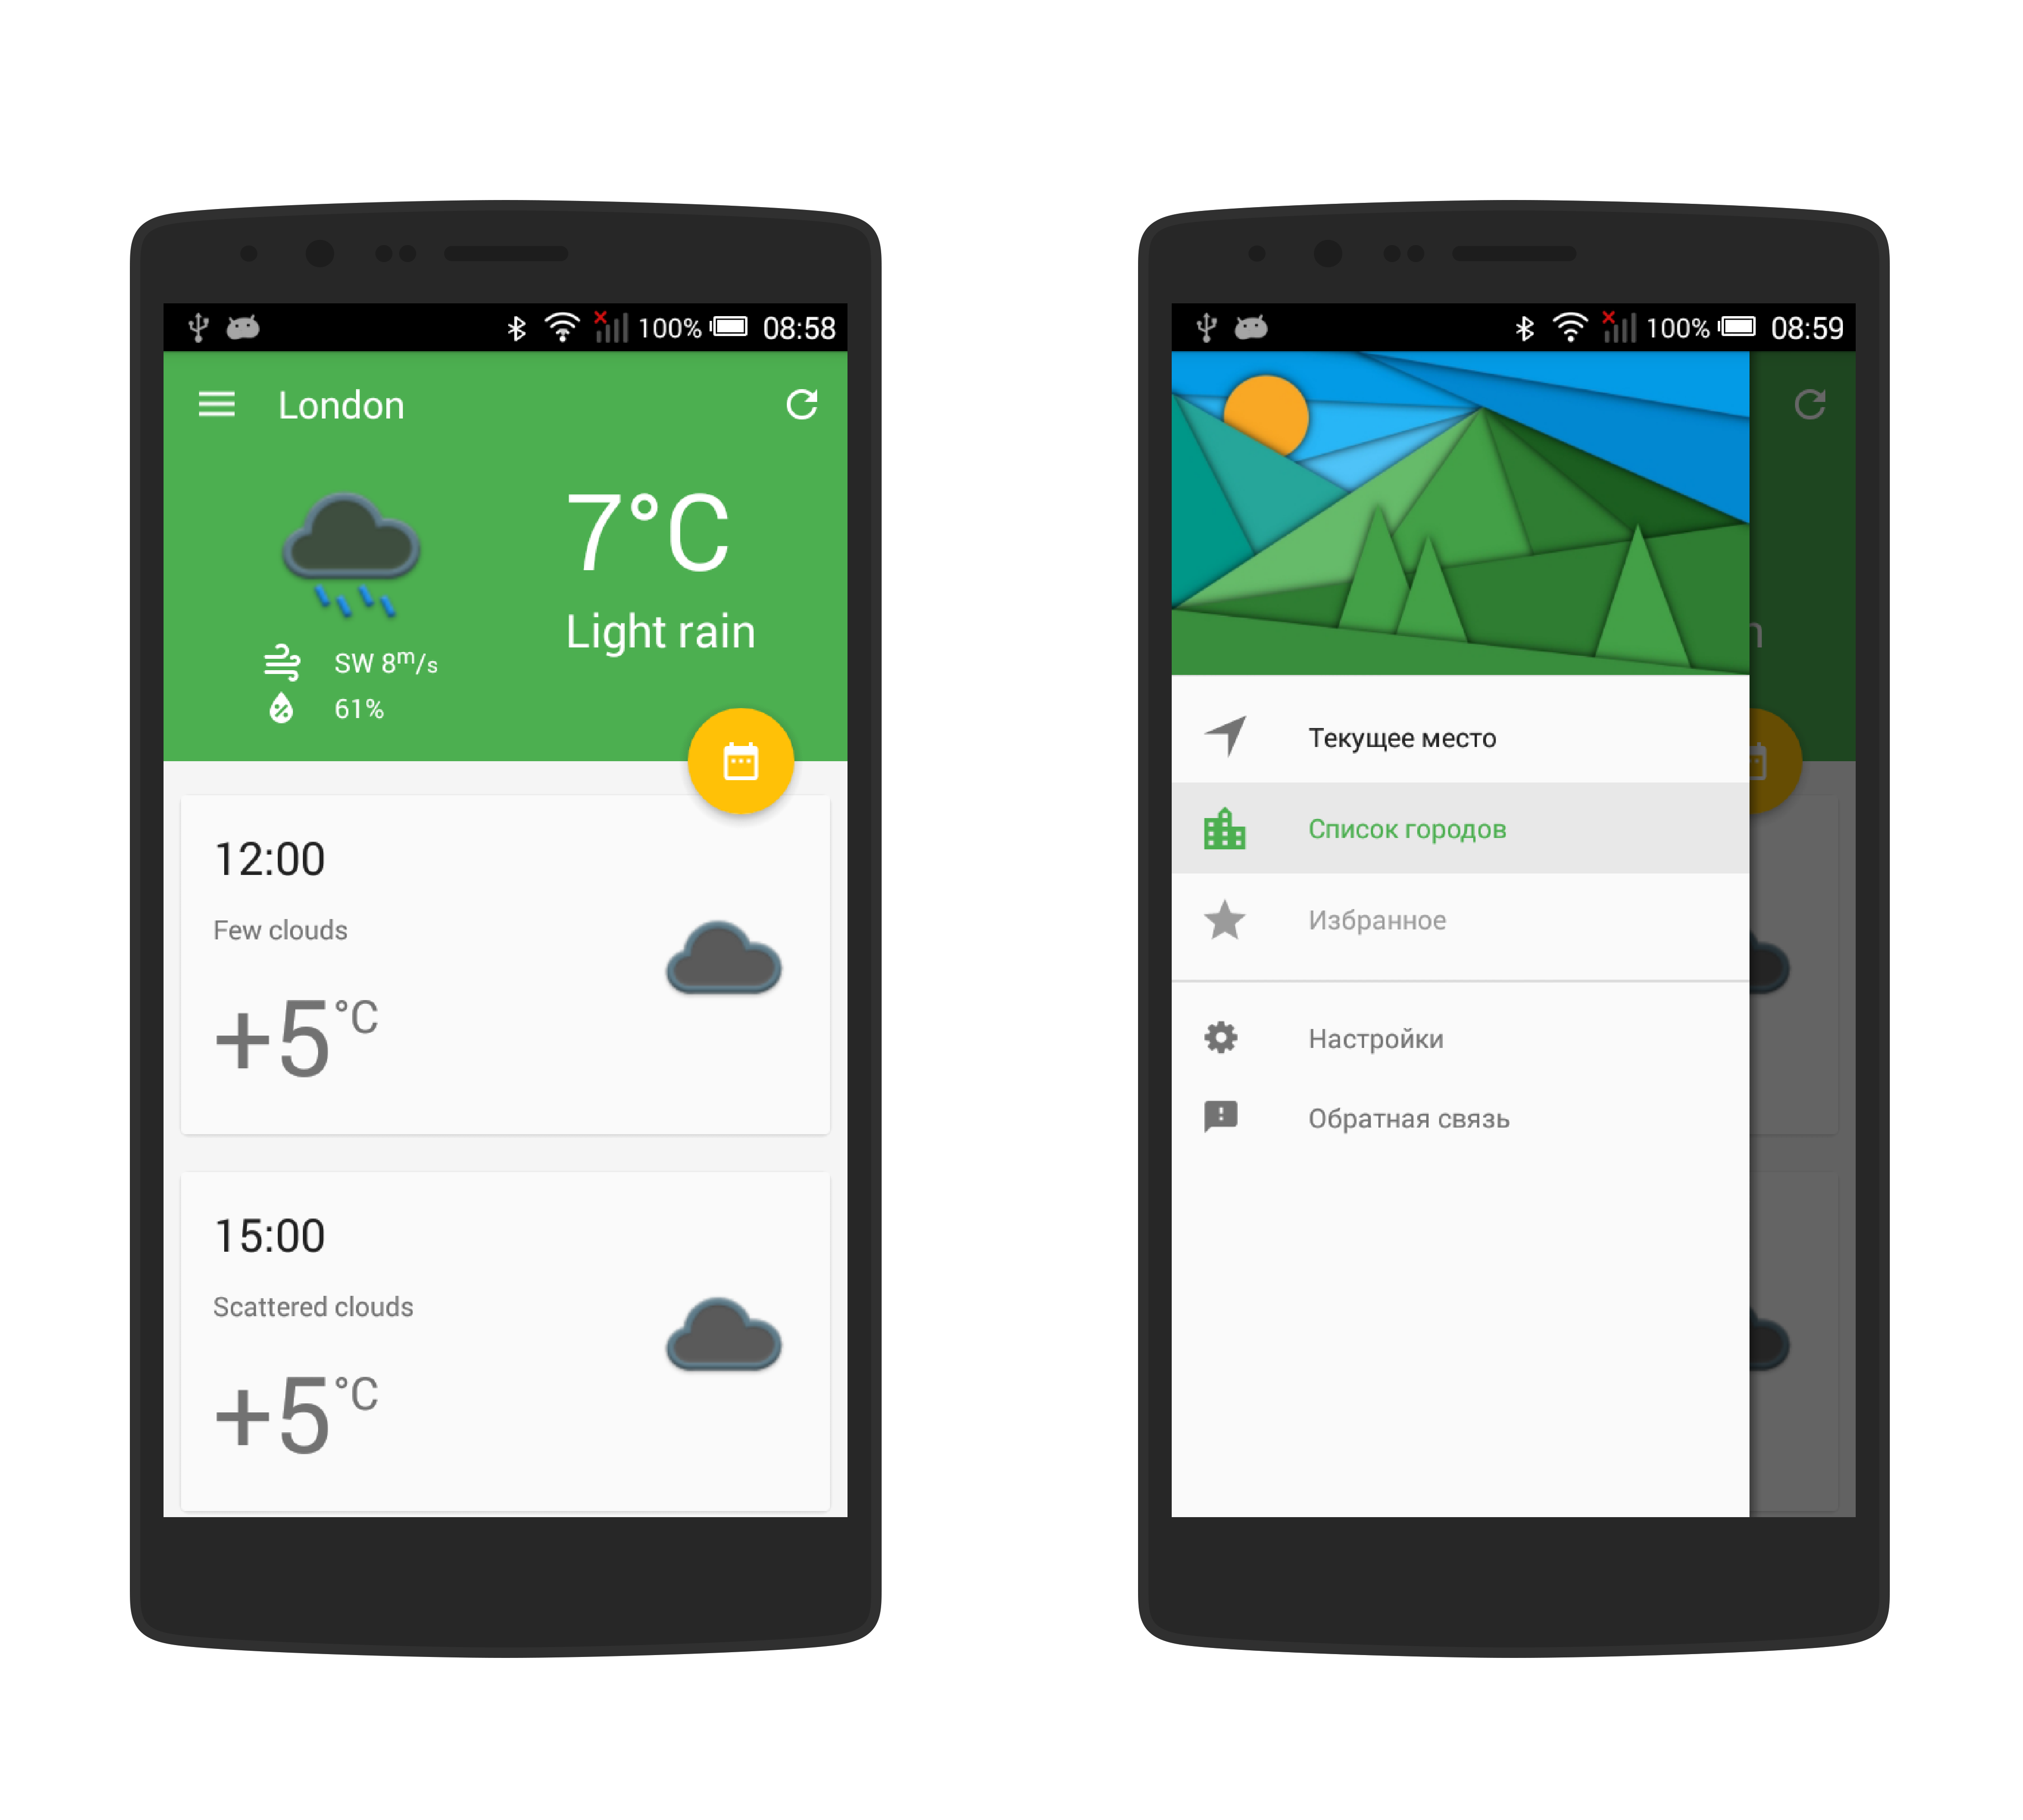 100% 08:58
London
7°C
Light rain
SW 8m/s
61%
12:00
Few clouds
+5°C
15:00
Scattered clouds
+5°C
100% 08:59
n
Текущее место
Список городов
Избранное
Настройки
Обратная связь